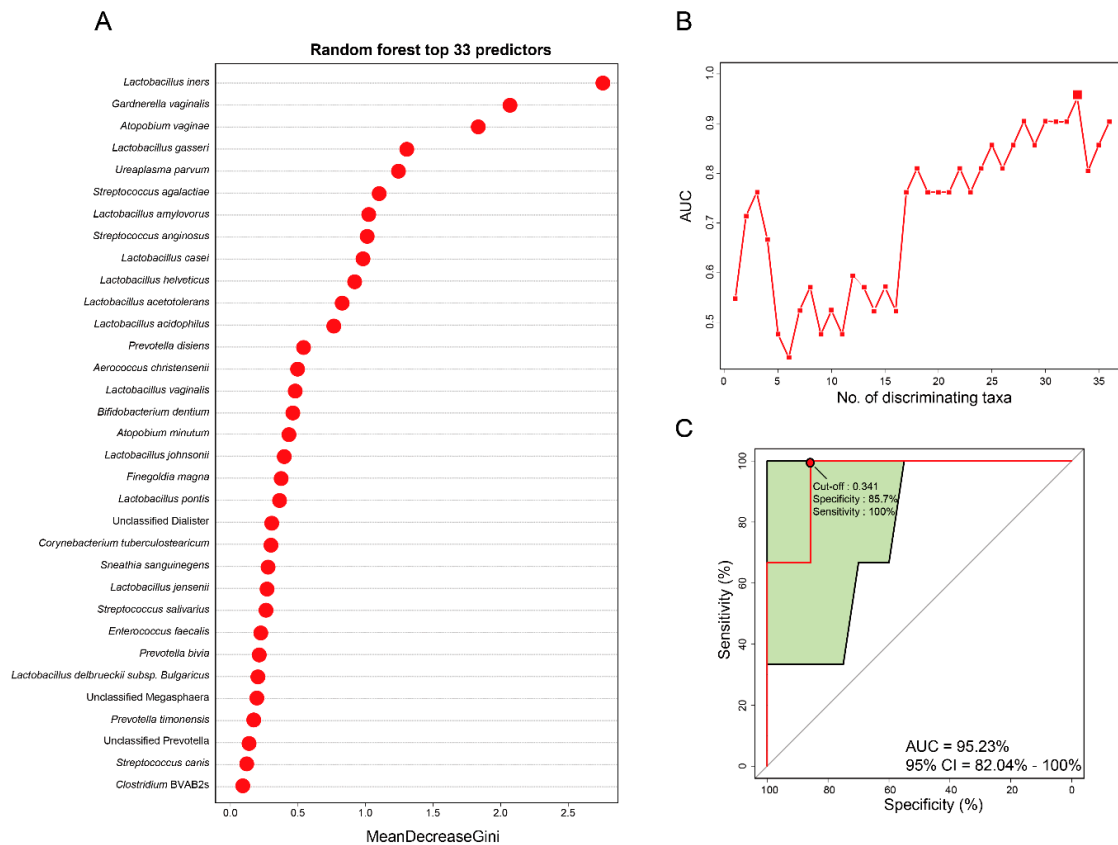 A
Random forest top 33 predictors
Lactobacillus iners
Gardnerella vaginalis
Atopobium vaginae
Lactobacillus gasseri
Ureaplasma parvum
Streptococcus agalactiae
Lactobacillus amylovorus
Streptococcus anginosus
Lactobacillus casei
Lactobacillus helveticus
Lactobacillus acetotolerans
Lactobacillus acidophilus
Prevotella disiens
Aerococcus christensenii
Lactobacillus vaginalis
Bifidobacterium dentium
Atopobium minutum
Lactobacillus johnsonii
Finegoldia magna
Lactobacillus pontis
Unclassified Dialister
Corynebacterium tuberculostearicum
Sneathia sanguinegens
Lactobacillus jensenii
Streptococcus salivarius
Enterococcus faecalis
Prevotella bivia
Lactobacillus delbrueckii subsp. Bulgaricus
Unclassified Megasphaera
Prevotella timonensis
Unclassified Prevotella
Streptococcus canis
Clostridium BVAB2s
0.0 0.5 1.0 1.5 2.0 2.5
MeanDecreaseGini
B
1.0
0.9
0.8
0.7
0.6
0.5
AUC
0 5 10 15 20 25 30 35
No. of discriminating taxa
C
100
80
60
40
20
0
Sensitivity (%)
Cut-off : 0.341
Specificity : 85.7%
Sensitivity : 100%
AUC = 95.23%
95% CI = 82.04% - 100%
100 80 60 40 20 0
Specificity (%)